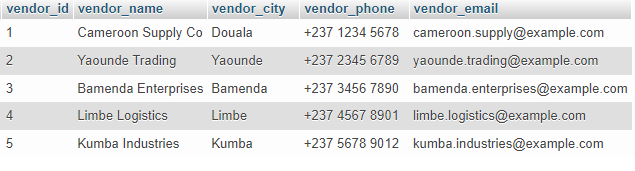 vendor_id vendor_name vendor_city vendor_phone vendor_email
1 Cameroon Supply Co Douala +237 1234 5678 cameroon.supply@example.com
2 Yaounde Trading Yaounde +237 2345 6789 yaounde.trading@example.com
3 Bamenda Enterprises Bamenda +237 3456 7890 bamenda.enterprises@example.com
4 Limbe Logistics Limbe +237 4567 8901 limbe.logistics@example.com
5 Kumba Industries Kumba +237 5678 9012 kumba.industries@example.com